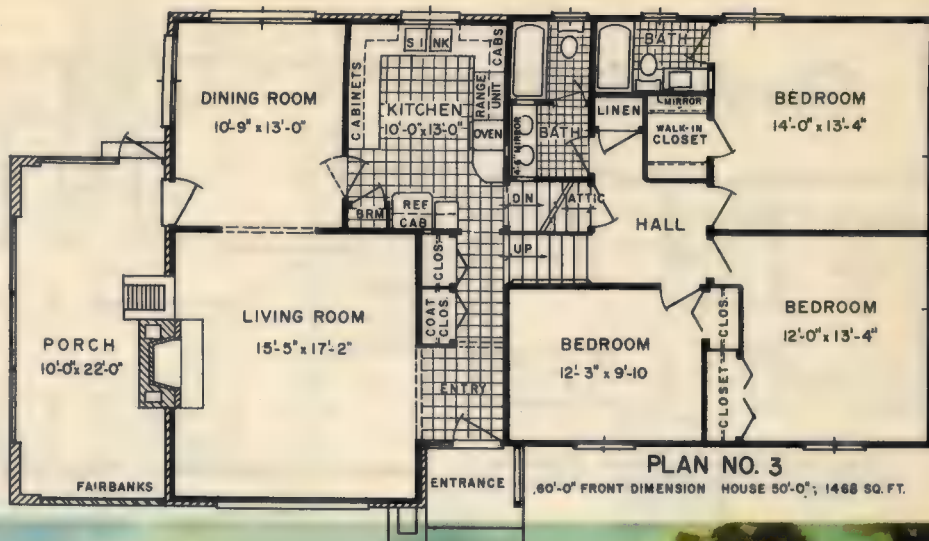 DINING ROOM
10'-9" x 13'-0"
CABINETS
SINK
CABS
KITCHEN
10'-0" x 13'-0"
RANGE
UNIT
OVEN
BRM
REF
CAB
4'-6" MIRROR
BATH
BATH
LINEN
MIRROR
WALK-IN
CLOSET
BEDROOM
14'-0" x 13'-4"
DN
ATTIC
UP
HALL
PORCH
10'-0" x 22'-0"
LIVING ROOM
15'-5" x 17'-2"
CLOS.
COAT
CLOS.
ENTRY
BEDROOM
12'-3" x 9'-10
CLOS.
CLOSET
BEDROOM
12'-0" x 13'-4"
FAIRBANKS
ENTRANCE
PLAN NO. 3
60'-0" FRONT DIMENSION HOUSE 50'-0"; 1468 SQ. FT.